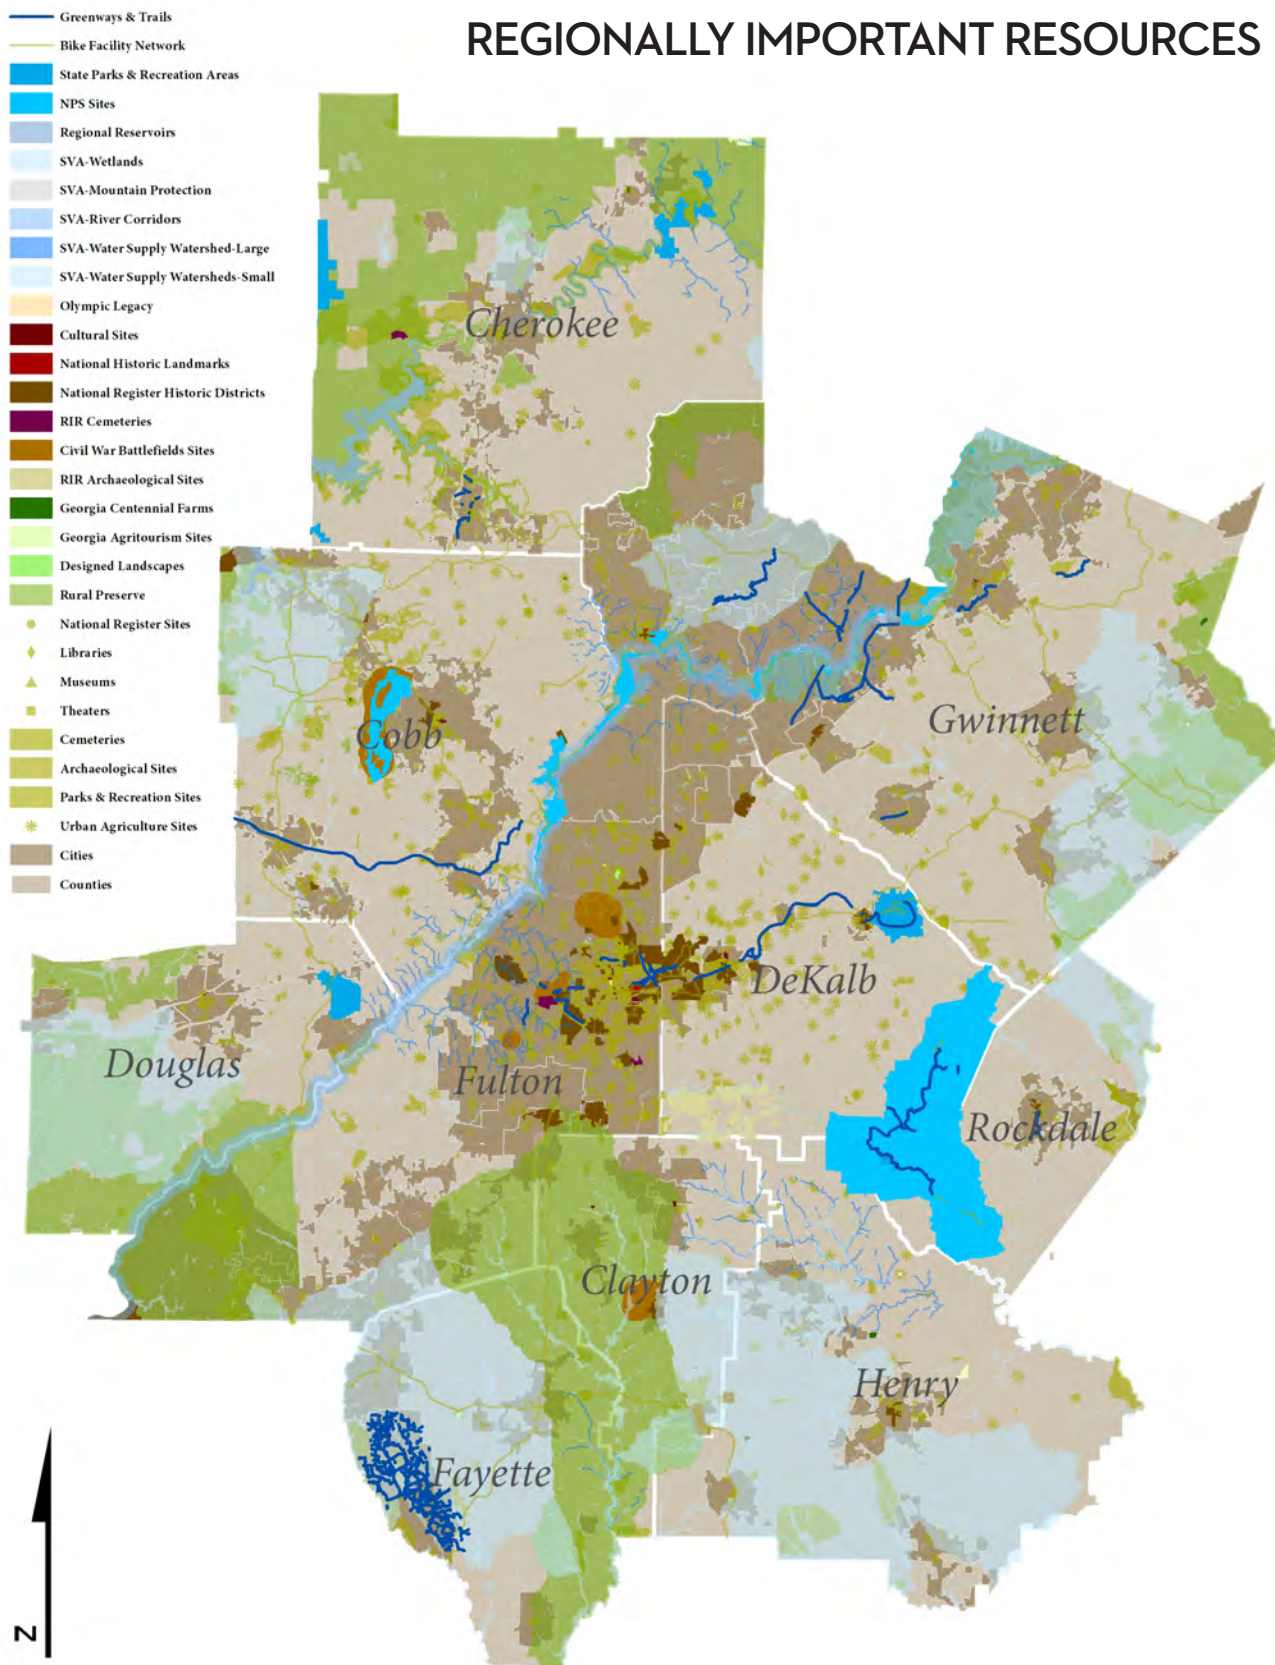 REGIONALLY IMPORTANT RESOURCES
Greenways & Trails
Bike Facility Network
State Parks & Recreation Areas
NPS Sites
Regional Reservoirs
SVA-Wetlands
SVA-Mountain Protection
SVA-River Corridors
SVA-Water Supply Watershed-Large
SVA-Water Supply Watersheds-Small
Olympic Legacy
Cultural Sites
National Historic Landmarks
National Register Historic Districts
RIR Cemeteries
Civil War Battlefields Sites
RIR Archaeological Sites
Georgia Centennial Farms
Georgia Agritourism Sites
Designed Landscapes
Rural Preserve
National Register Sites
Libraries
Museums
Theaters
Cemeteries
Archaeological Sites
Parks & Recreation Sites
Urban Agriculture Sites
Cities
Counties
Cherokee
Cobb
Gwinnett
DeKalb
Douglas
Fulton
Rockdale
Clayton
Henry
Fayette
N